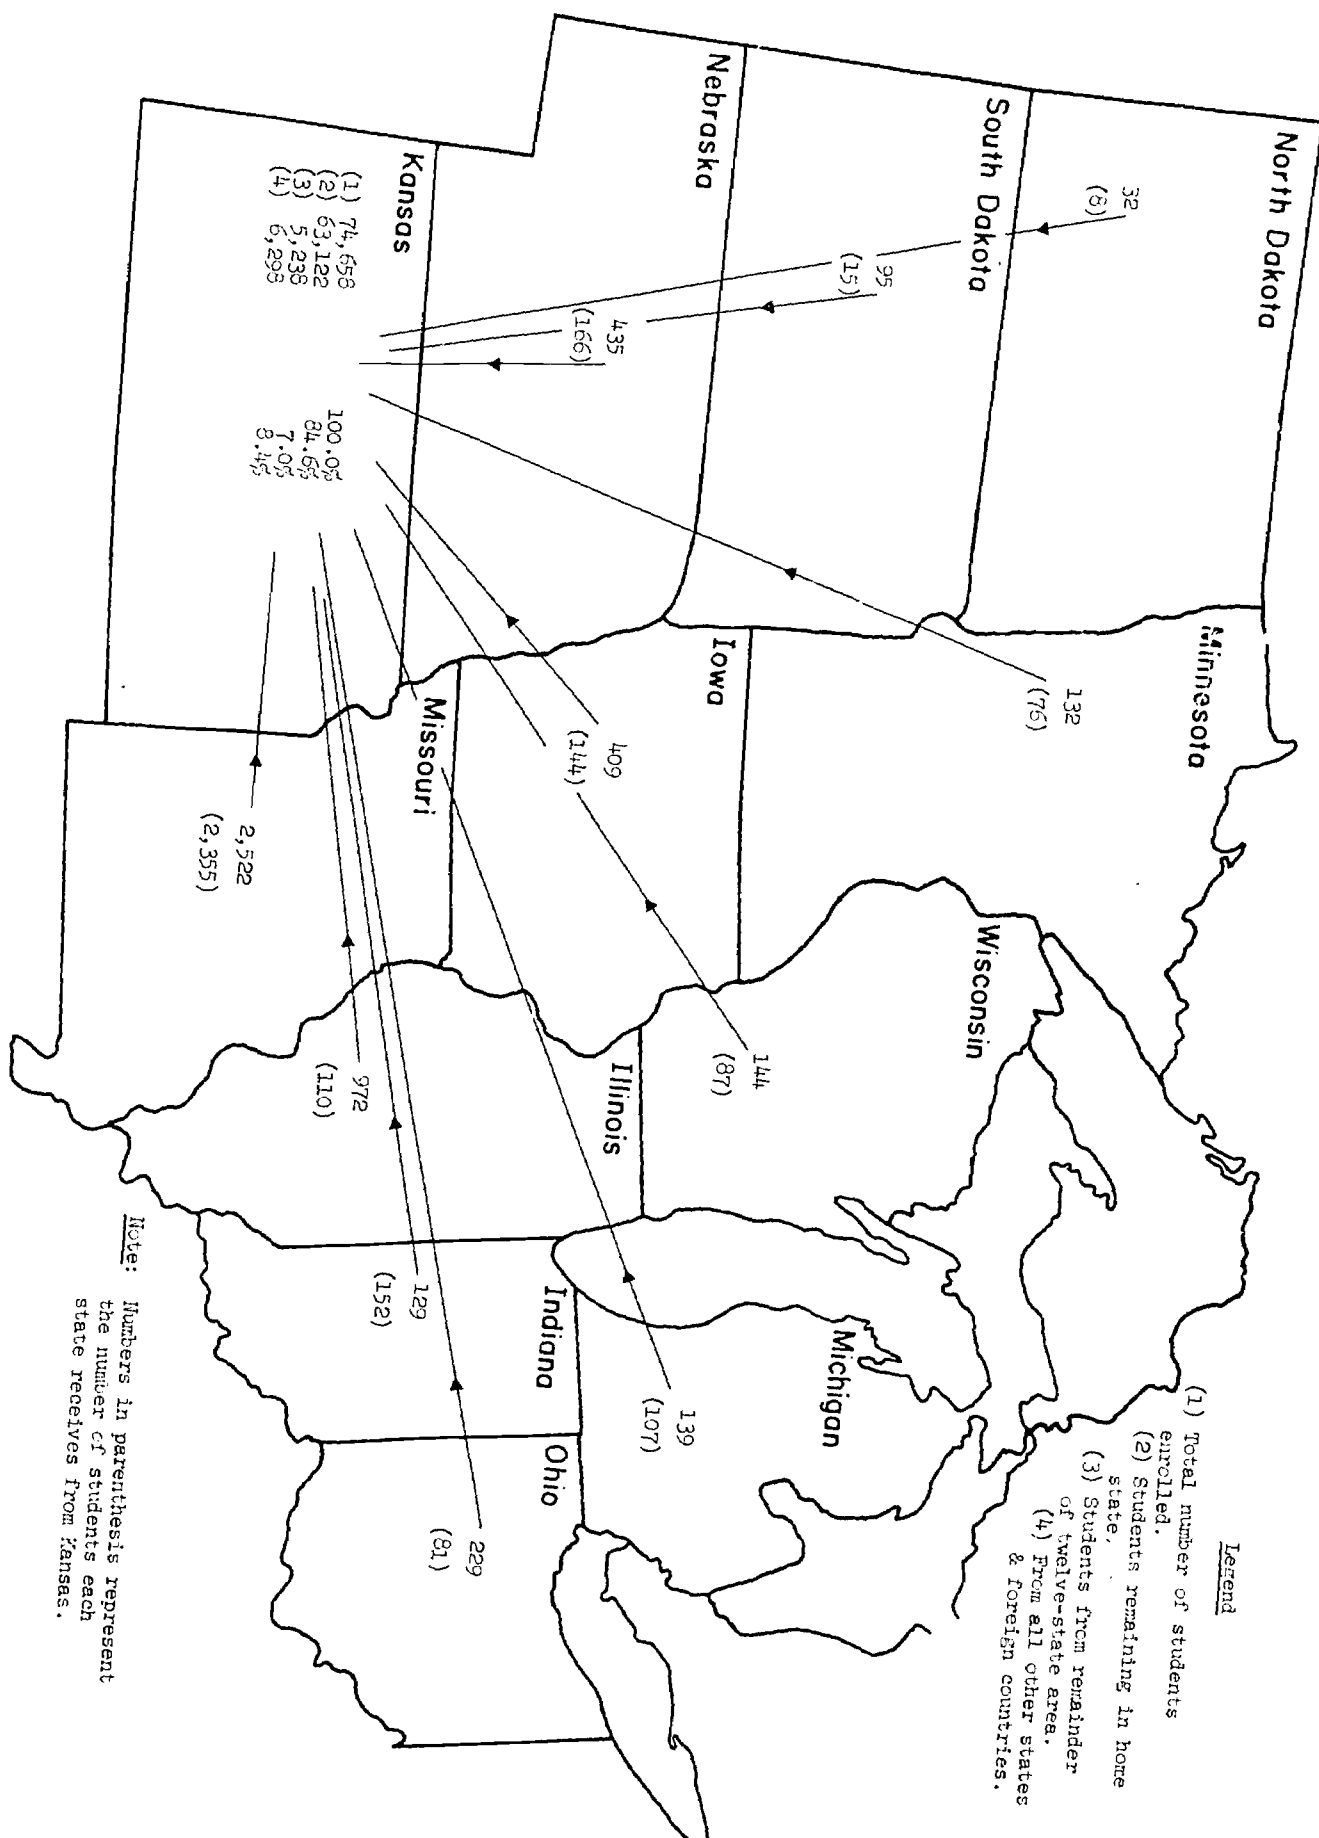 North Dakota
32
(8)
South Dakota
95
(15)
Nebraska
435
(166)
Kansas
(1) 74,658
(2) 63,122
(3) 5,238
(4) 6,298
100.0%
84.6%
7.0%
8.4%
Minnesota
132
(76)
Iowa
409
(144)
Missouri
2,522
(2,355)
Wisconsin
144
(87)
Illinois
972
(110)
Michigan
139
(107)
Indiana
129
(152)
Ohio
229
(81)
Legend
(1) Total number of students
enrolled.
(2) Students remaining in home
state.
(3) Students from remainder
of twelve-state area.
(4) From all other states
& foreign countries.
Note: Numbers in parenthesis represent
the number of students each
state receives from Kansas.